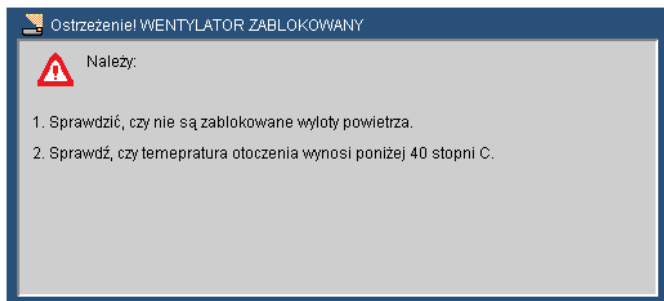 Ostrzeżenie! WENTYLATOR ZABLOKOWANY
Należy:
1. Sprawdzić, czy nie są zablokowane wyloty powietrza.
2. Sprawdź, czy temepratura otoczenia wynosi poniżej 40 stopni C.